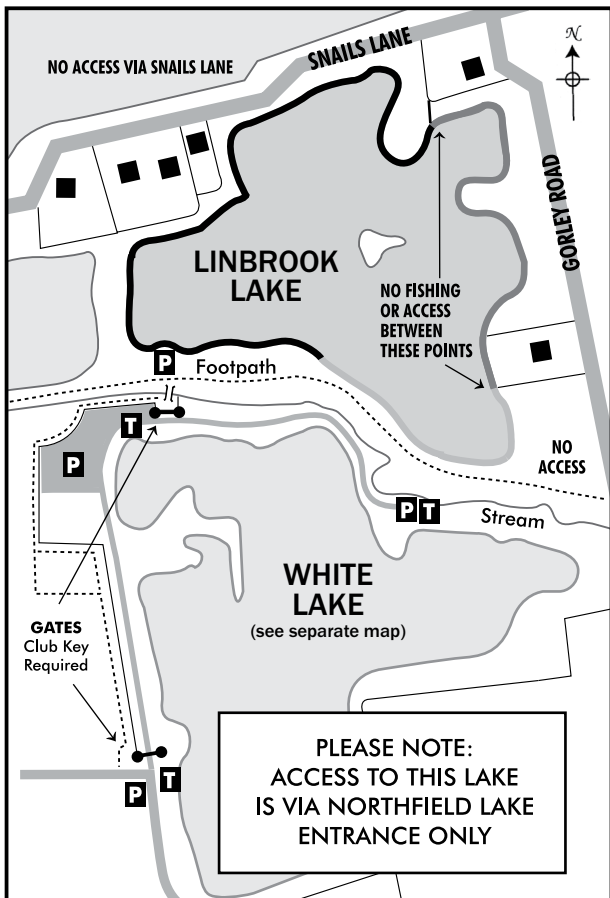 SNAILS LANE
NO ACCESS VIA SNAILS LANE
N
GORLEY ROAD
LINBROOK
LAKE
NO FISHING
OR ACCESS
BETWEEN
THESE POINTS
P
Footpath
T
P
NO
ACCESS
P T
Stream
WHITE
LAKE
(see separate map)
GATES
Club Key
Required
T
P
PLEASE NOTE:
ACCESS TO THIS LAKE
IS VIA NORTHFIELD LAKE
ENTRANCE ONLY